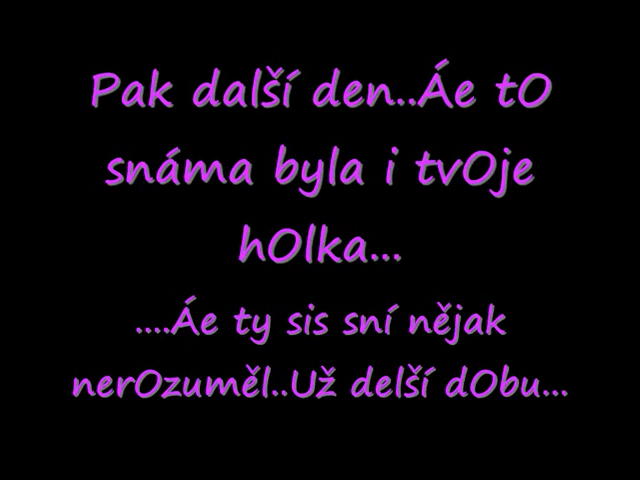 Pak další den..Áe tO
snáma byla i tvOje
hOlka...
....Áe ty sis sní nějak
nerOzuměl..Už delší dObu...